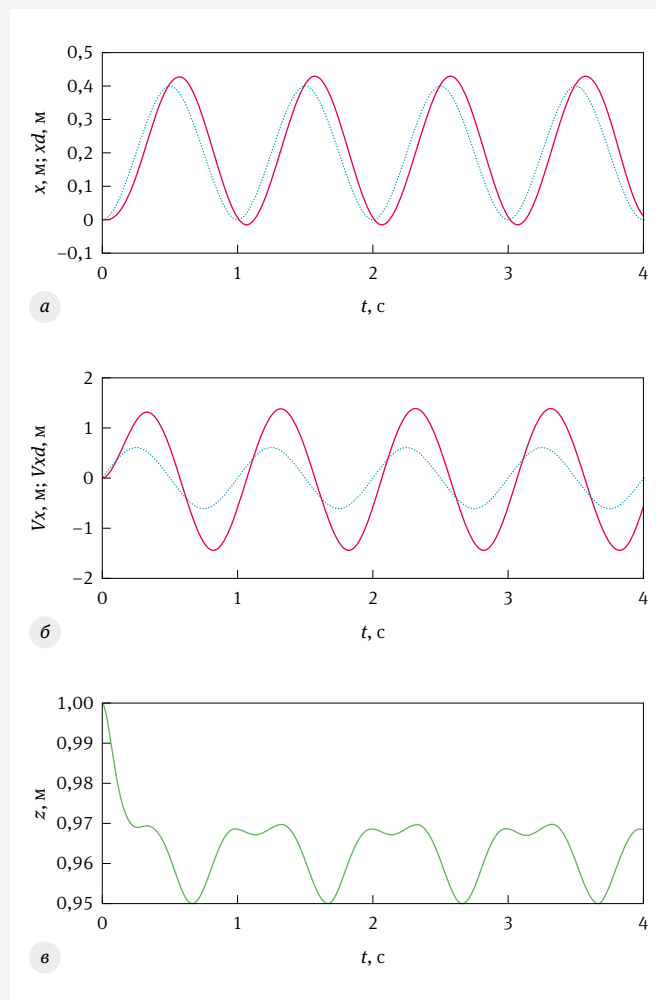 x, м; xd, м
0,5
0,4
0,3
0,2
0,1
0
–0,1
0 1 2 3 4
а t, с
Vx, м; Vxd, м
2
1
0
–1
–2
0 1 2 3 4
б t, с
z, м
1,00
0,99
0,98
0,97
0,96
0,95
0 1 2 3 4
в t, с